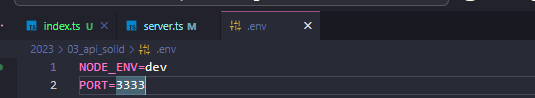 index.ts U server.ts M .env
2023 > 03_api_solid > .env
1 NODE_ENV=dev
2 PORT=3333